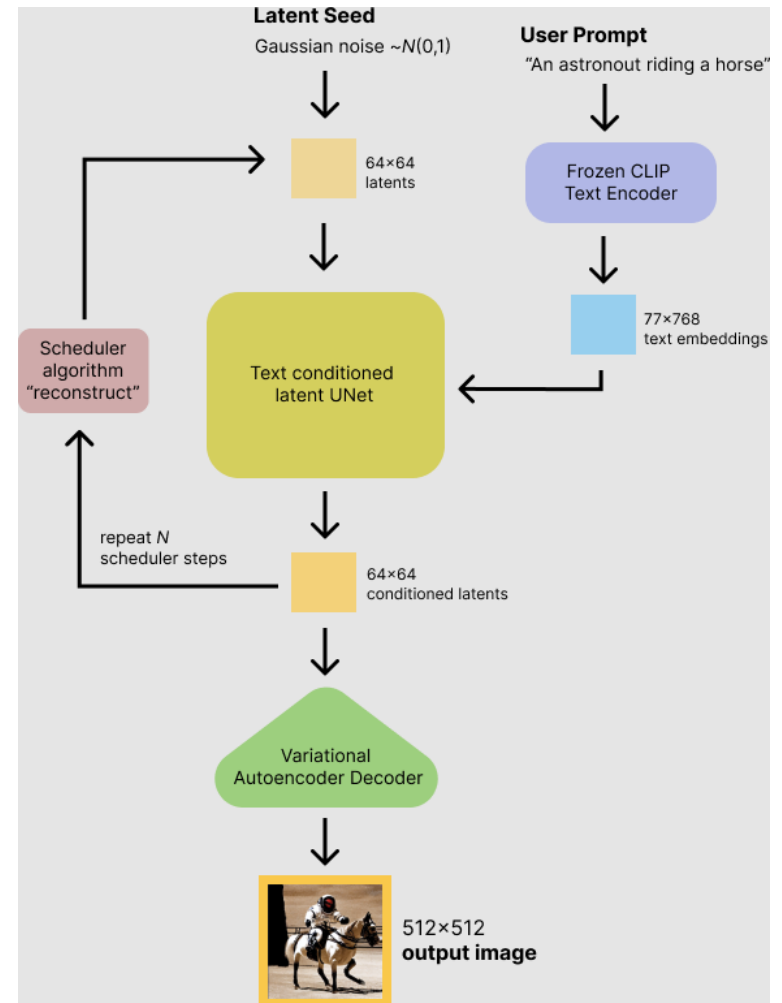 Latent Seed
Gaussian noise ~N(0,1)
User Prompt
“An astronout riding a horse”
64×64
latents
Frozen CLIP
Text Encoder
77×768
text embeddings
Scheduler
algorithm
“reconstruct”
Text conditioned
latent UNet
repeat N
scheduler steps
64×64
conditioned latents
Variational
Autoencoder Decoder
512×512
output image